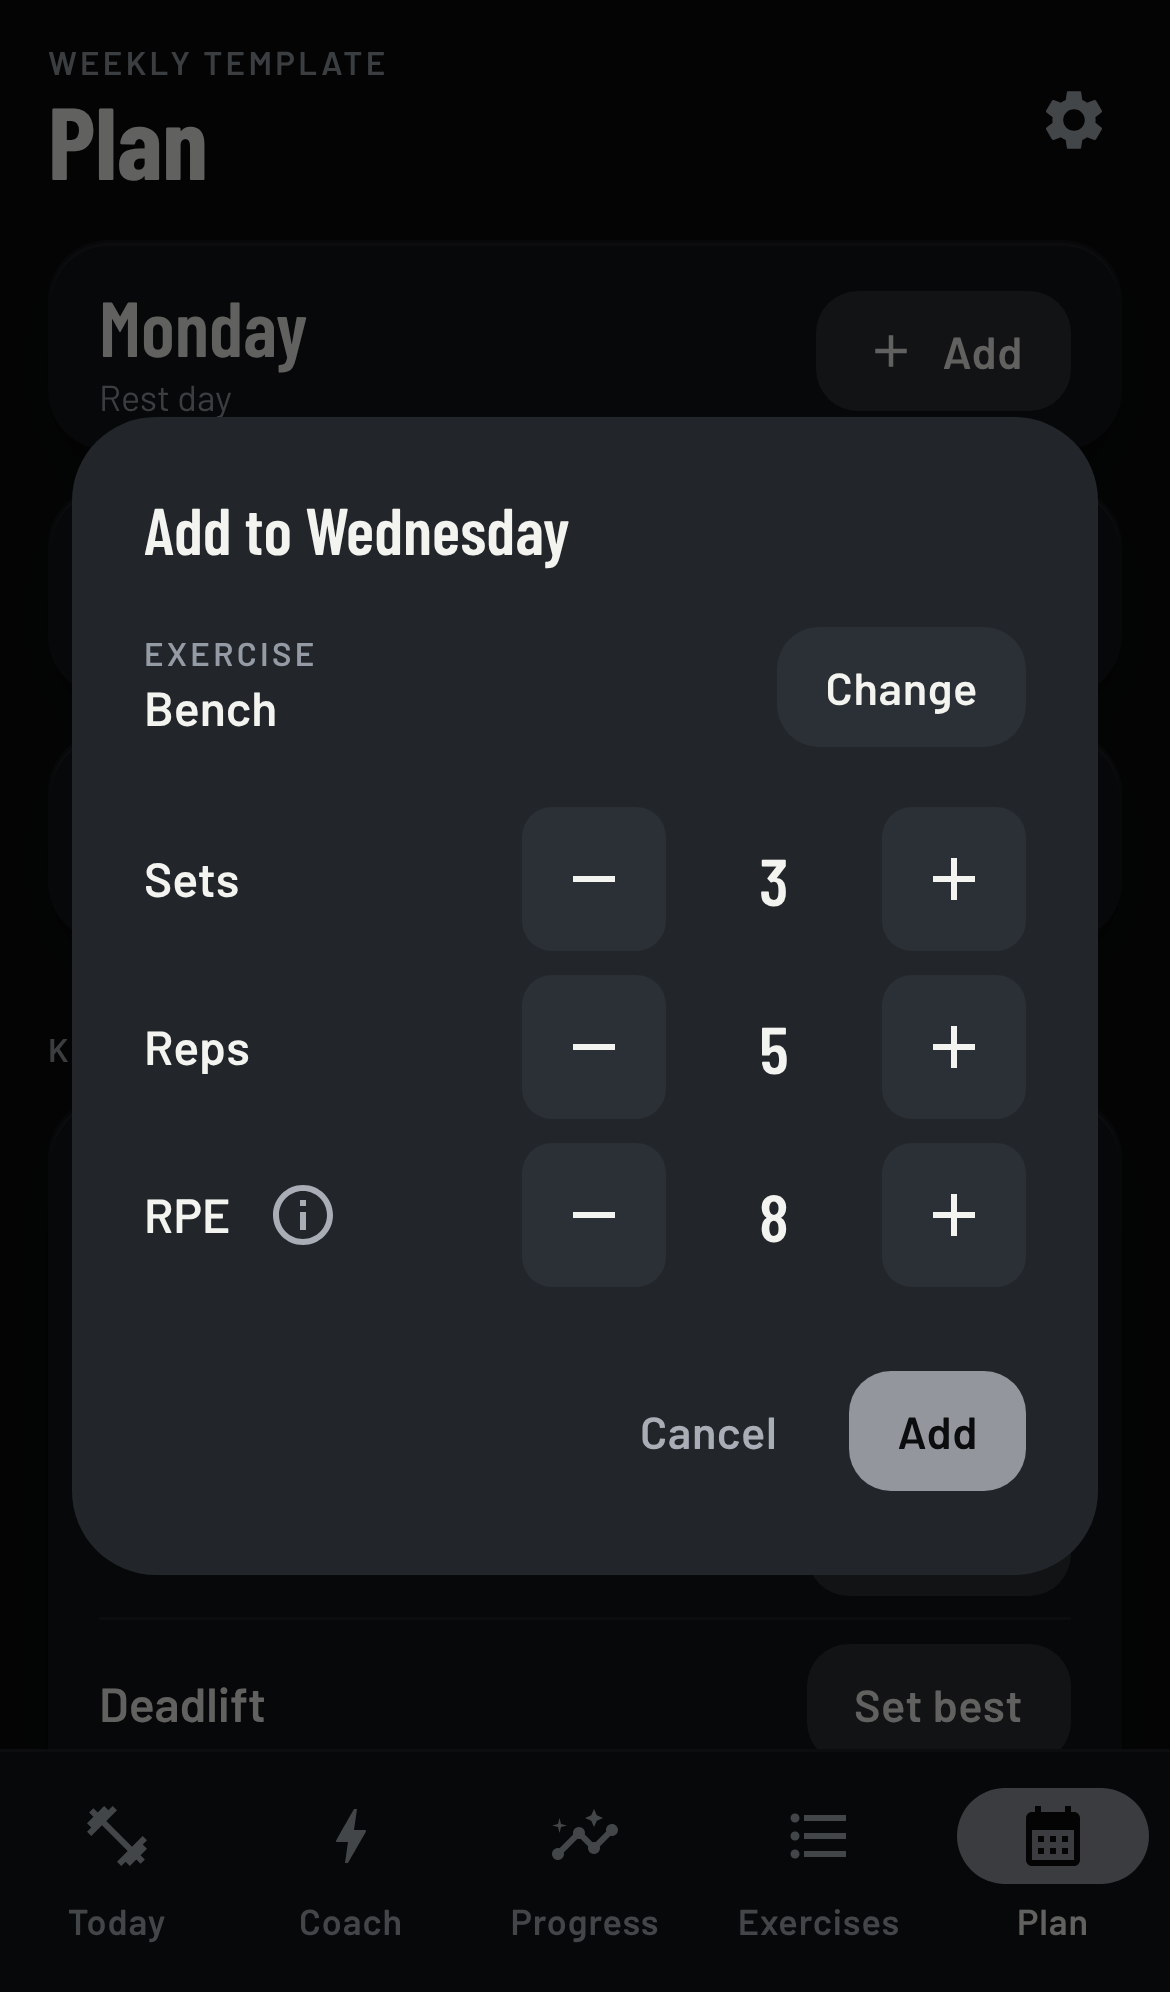 WEEKLY TEMPLATE
Plan
Monday
Add
Rest day
Add to Wednesday
EXERCISE
Bench
Change
Sets
3
Reps
5
RPE
8
Cancel
Add
K
Deadlift
Set best
Today
Coach
Progress
Exercises
Plan